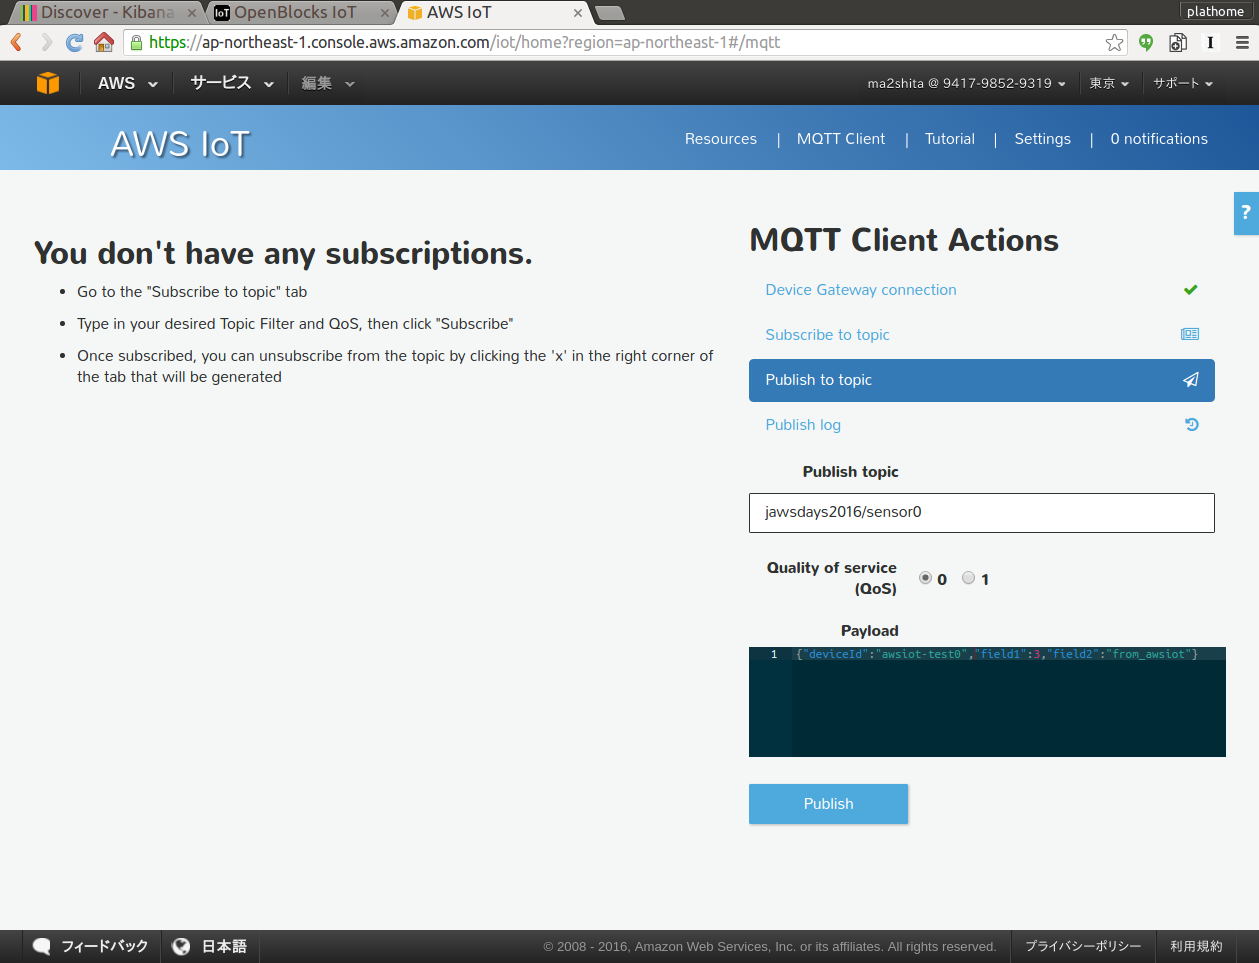 Discover - Kibana
OpenBlocks IoT
AWS IoT
plathome
https://ap-northeast-1.console.aws.amazon.com/iot/home?region=ap-northeast-1#/mqtt
AWS
サービス
編集
ma2shita @ 9417-9852-9319
東京
サポート
AWS IoT
Resources | MQTT Client | Tutorial | Settings | 0 notifications
?
You don't have any subscriptions.
• Go to the "Subscribe to topic" tab
• Type in your desired Topic Filter and QoS, then click "Subscribe"
• Once subscribed, you can unsubscribe from the topic by clicking the 'x' in the right corner of
the tab that will be generated
MQTT Client Actions
Device Gateway connection
Subscribe to topic
Publish to topic
Publish log
Publish topic
jawsdays2016/sensor0
Quality of service
(QoS)
0 1
Payload
1 {"deviceId":"awsiot-test0","field1":3,"field2":"from_awsiot"}
Publish
フィードバック
日本語
© 2008 - 2016, Amazon Web Services, Inc. or its affiliates. All rights reserved.
プライバシーポリシー
利用規約